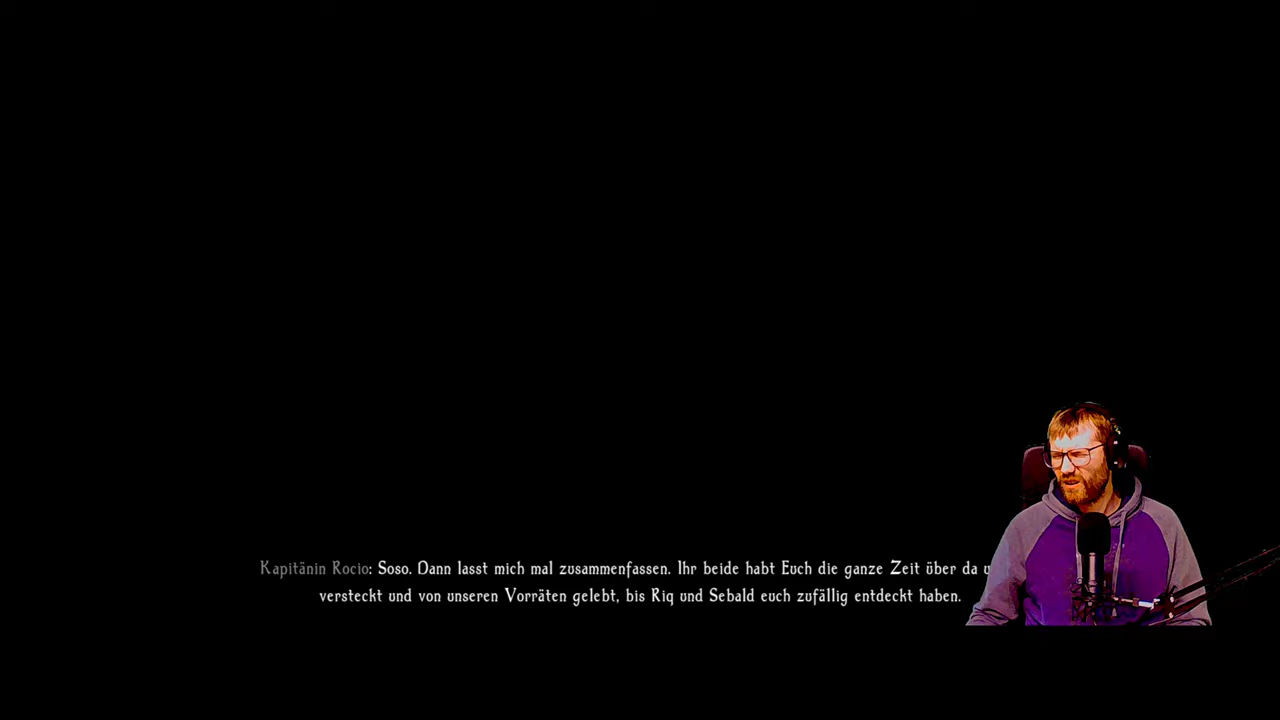 Kapitänin Rocio: Soso. Dann lasst mich mal zusammenfassen. Ihr beide habt Euch die ganze Zeit über da
versteckt und von unseren Vorräten gelebt, bis Rig und Sebald euch zufällig entdeckt haben.